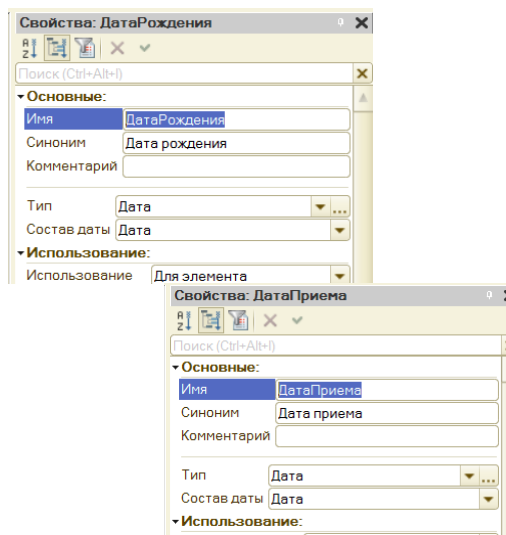 Свойства: ДатаРождения
Поиск (Ctrl+Alt+I)
Основные:
Имя ДатаРождения
Синоним Дата рождения
Комментарий
Тип Дата ...
Состав даты Дата
Использование:
Использование Для элемента
Свойства: ДатаПриема
Поиск (Ctrl+Alt+I)
Основные:
Имя ДатаПриема
Синоним Дата приема
Комментарий
Тип Дата ...
Состав даты Дата
Использование: